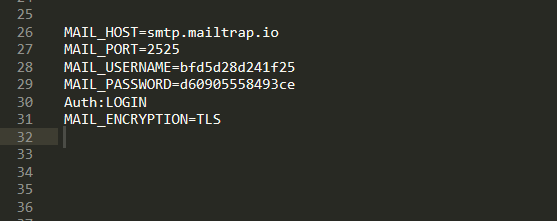 25
26 MAIL_HOST=smtp.mailtrap.io
27 MAIL_PORT=2525
28 MAIL_USERNAME=bfd5d28d241f25
29 MAIL_PASSWORD=d60905558493ce
30 Auth:LOGIN
31 MAIL_ENCRYPTION=TLS
32
33
34
35
36